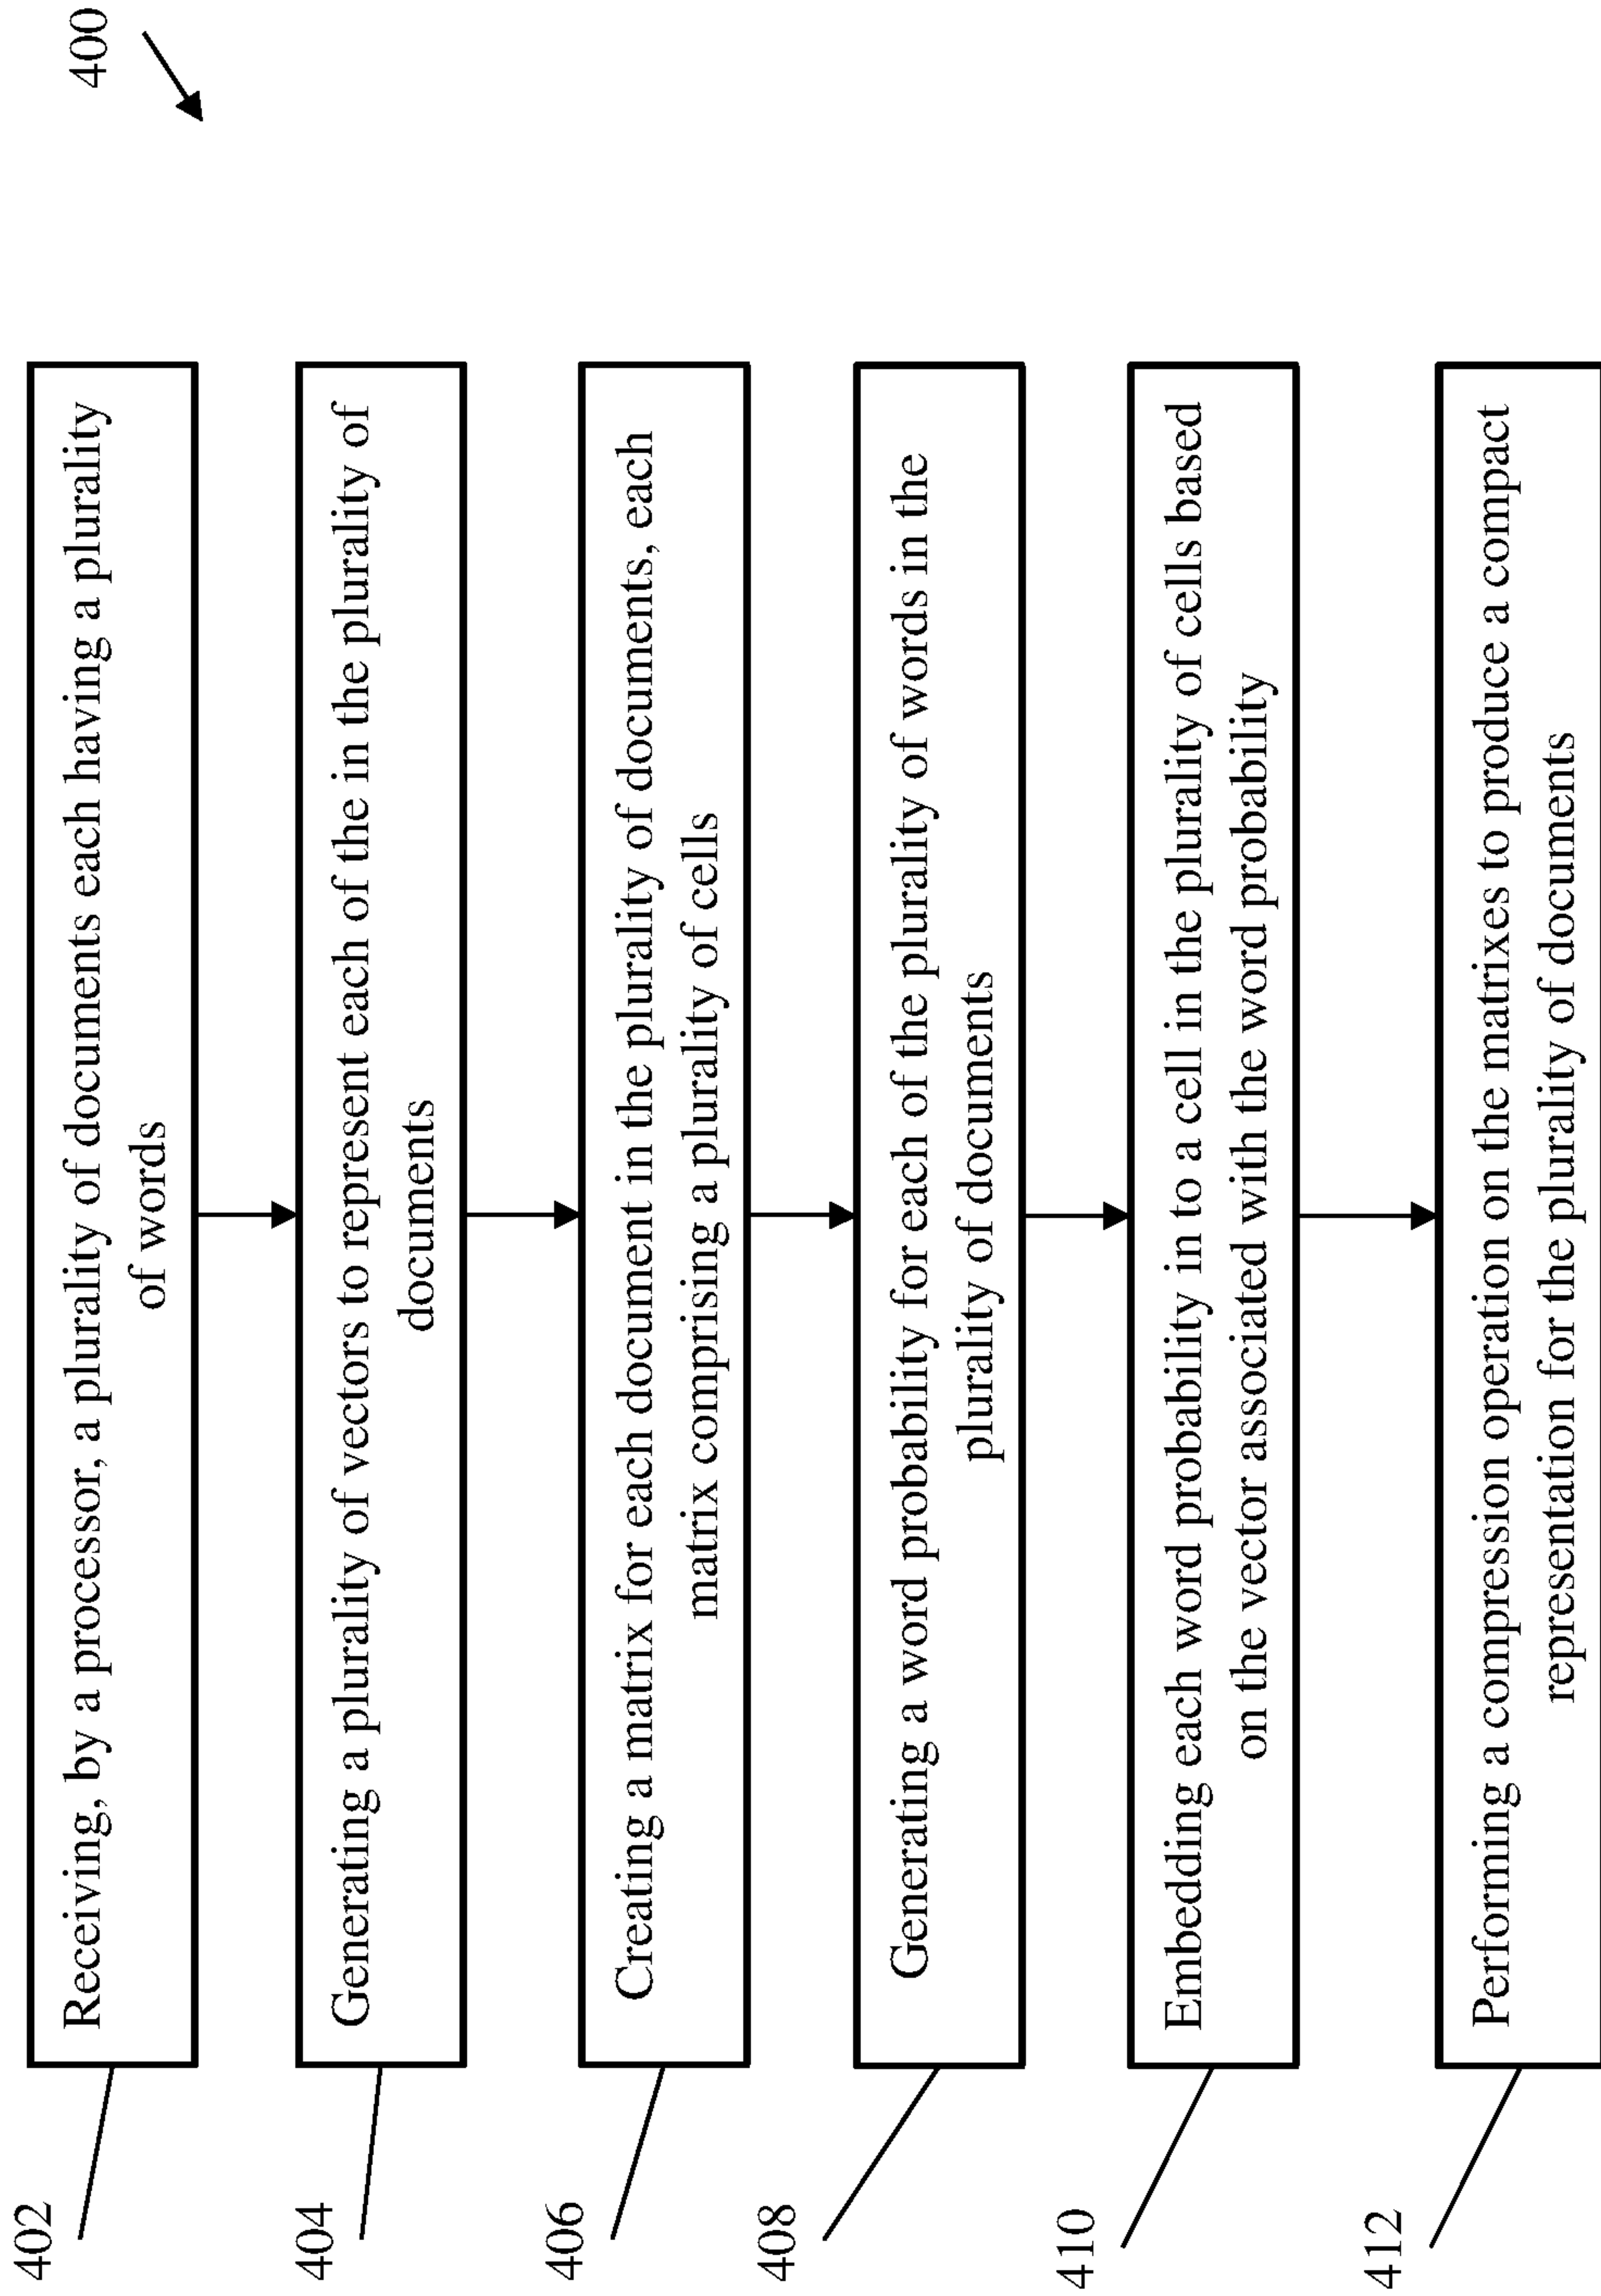 400
402
Receiving, by a processor, a plurality of documents each having a plurality
of words
404
Generating a plurality of vectors to represent each of the in the plurality of
documents
406
Creating a matrix for each document in the plurality of documents, each
matrix comprising a plurality of cells
408
Generating a word probability for each of the plurality of words in the
plurality of documents
410
Embedding each word probability in to a cell in the plurality of cells based
on the vector associated with the word probability
412
Performing a compression operation on the matrixes to produce a compact
representation for the plurality of documents